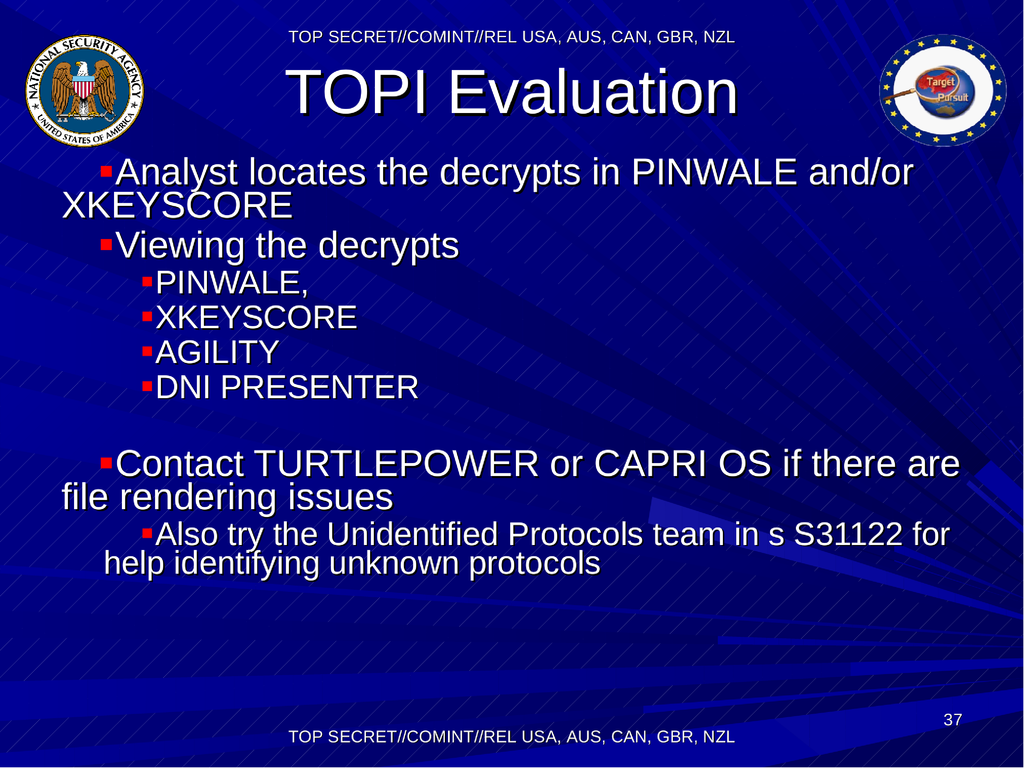 TOP SECRET//COMINT//REL USA, AUS, CAN, GBR, NZL
NATIONAL SECURITY AGENCY
UNITED STATES OF AMERICA
TOPI Evaluation
Target
Pursuit
Analyst locates the decrypts in PINWALE and/or
XKEYSCORE
Viewing the decrypts
PINWALE,
XKEYSCORE
AGILITY
DNI PRESENTER
Contact TURTLEPOWER or CAPRI OS if there are
file rendering issues
Also try the Unidentified Protocols team in s S31122 for
help identifying unknown protocols
37
TOP SECRET//COMINT//REL USA, AUS, CAN, GBR, NZL